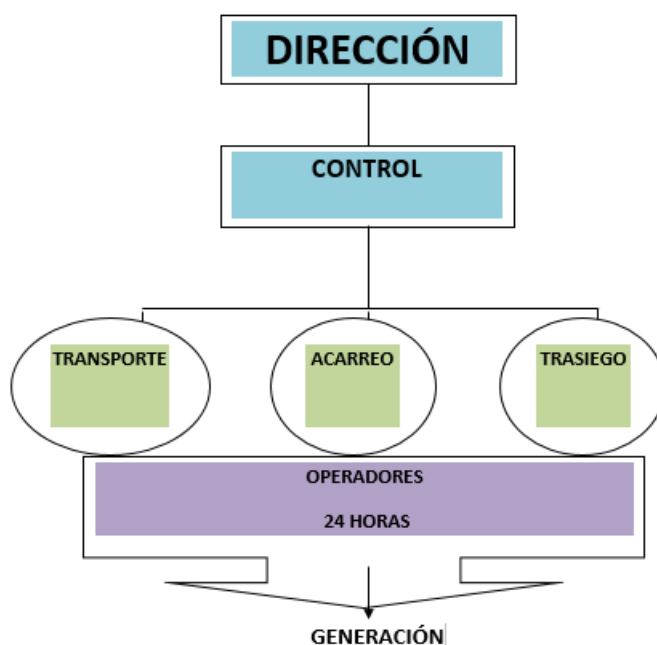 DIRECCIÓN
CONTROL
TRANSPORTE
ACARREO
TRASIEGO
OPERADORES
24 HORAS
GENERACIÓN